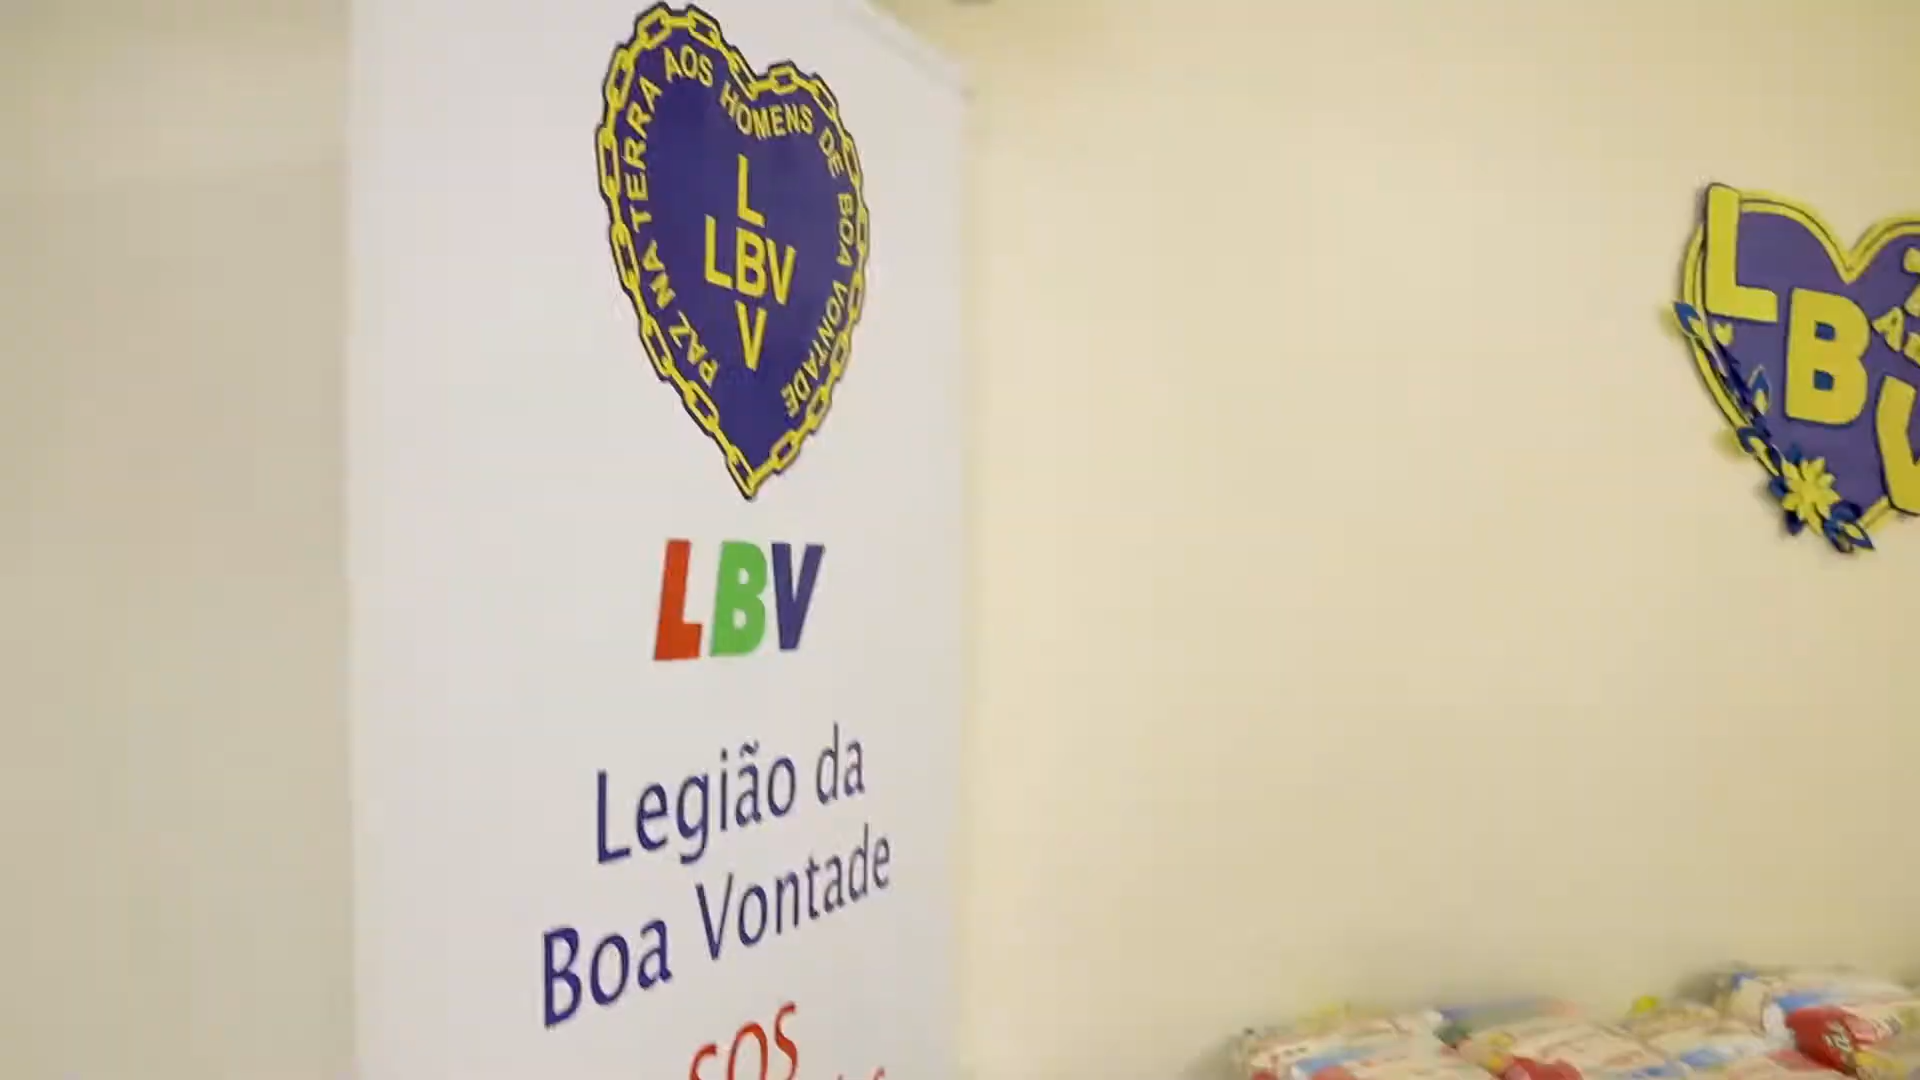 PAZ NA TERRA AOS HOMENS DE BOA VONTADE
L
LBV
V
LBV
Legião da
Boa Vontade
SOS
LBV